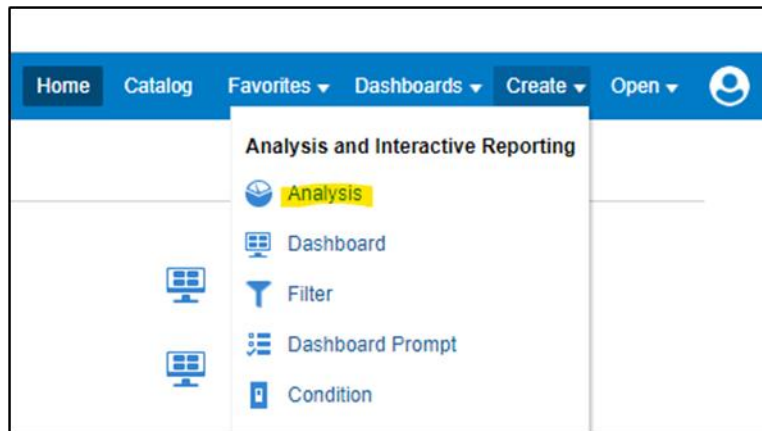 Home Catalog Favorites Dashboards Create Open
Analysis and Interactive Reporting
Analysis
Dashboard
Filter
Dashboard Prompt
Condition